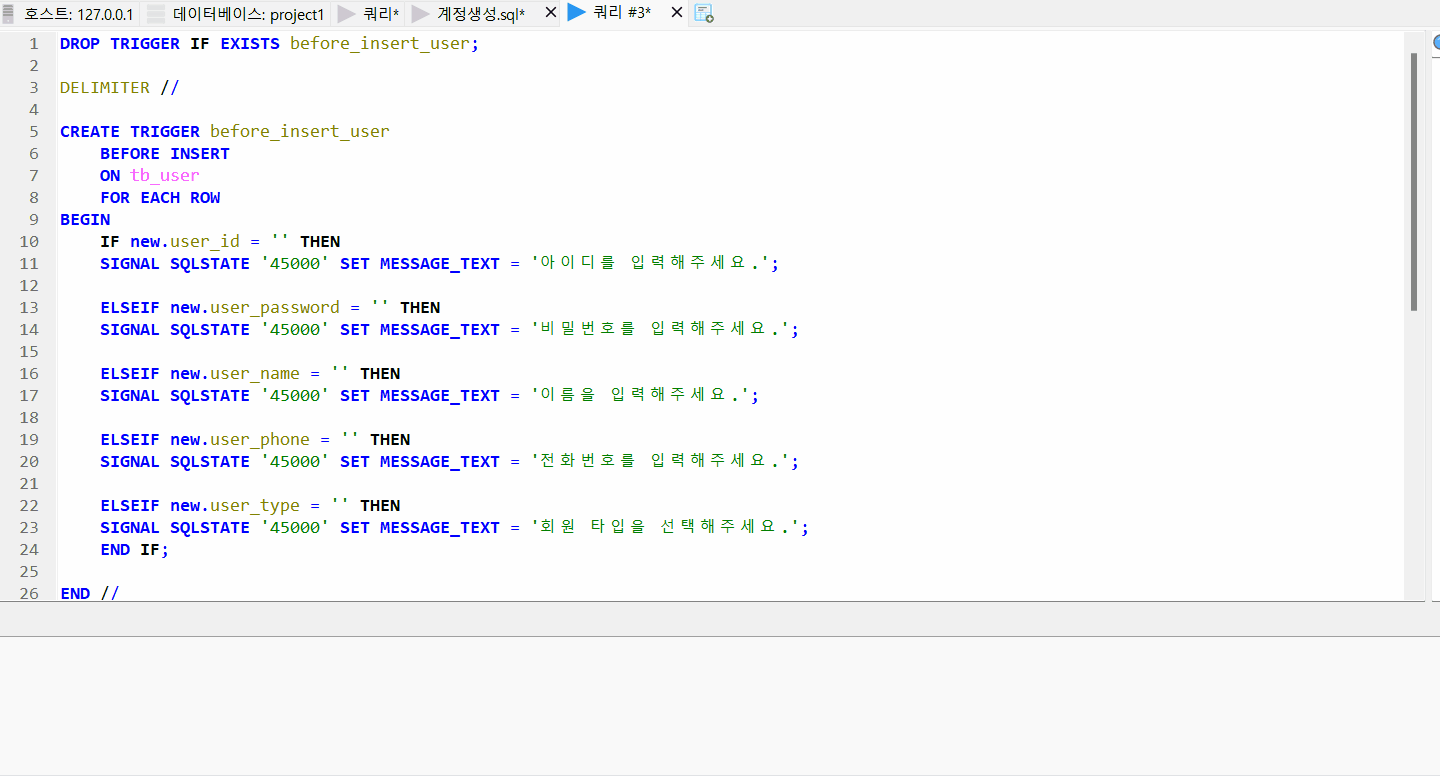 호스트: 127.0.0.1 데이터베이스: project1 쿼리* 계정생성.sql* 쿼리 #3*
1 DROP TRIGGER IF EXISTS before_insert_user;
2
3 DELIMITER //
4
5 CREATE TRIGGER before_insert_user
6 BEFORE INSERT
7 ON tb_user
8 FOR EACH ROW
9 BEGIN
10 IF new.user_id = '' THEN
11 SIGNAL SQLSTATE '45000' SET MESSAGE_TEXT = '아이디를 입력해주세요.';
12
13 ELSEIF new.user_password = '' THEN
14 SIGNAL SQLSTATE '45000' SET MESSAGE_TEXT = '비밀번호를 입력해주세요.';
15
16 ELSEIF new.user_name = '' THEN
17 SIGNAL SQLSTATE '45000' SET MESSAGE_TEXT = '이름을 입력해주세요.';
18
19 ELSEIF new.user_phone = '' THEN
20 SIGNAL SQLSTATE '45000' SET MESSAGE_TEXT = '전화번호를 입력해주세요.';
21
22 ELSEIF new.user_type = '' THEN
23 SIGNAL SQLSTATE '45000' SET MESSAGE_TEXT = '회원 타입을 선택해주세요.';
24 END IF;
25
26 END //